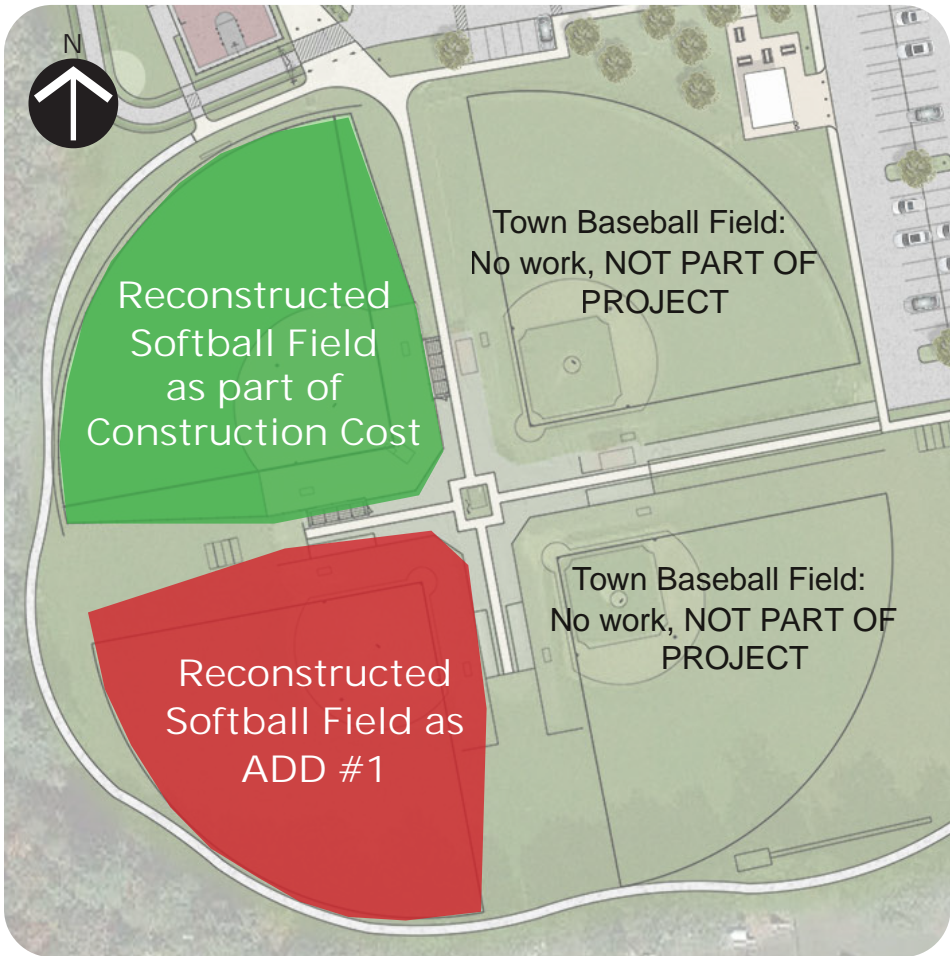 N
Reconstructed
Softball Field
as part of
Construction Cost
Town Baseball Field:
No work, NOT PART OF
PROJECT
Reconstructed
Softball Field as
ADD #1
Town Baseball Field:
No work, NOT PART OF
PROJECT